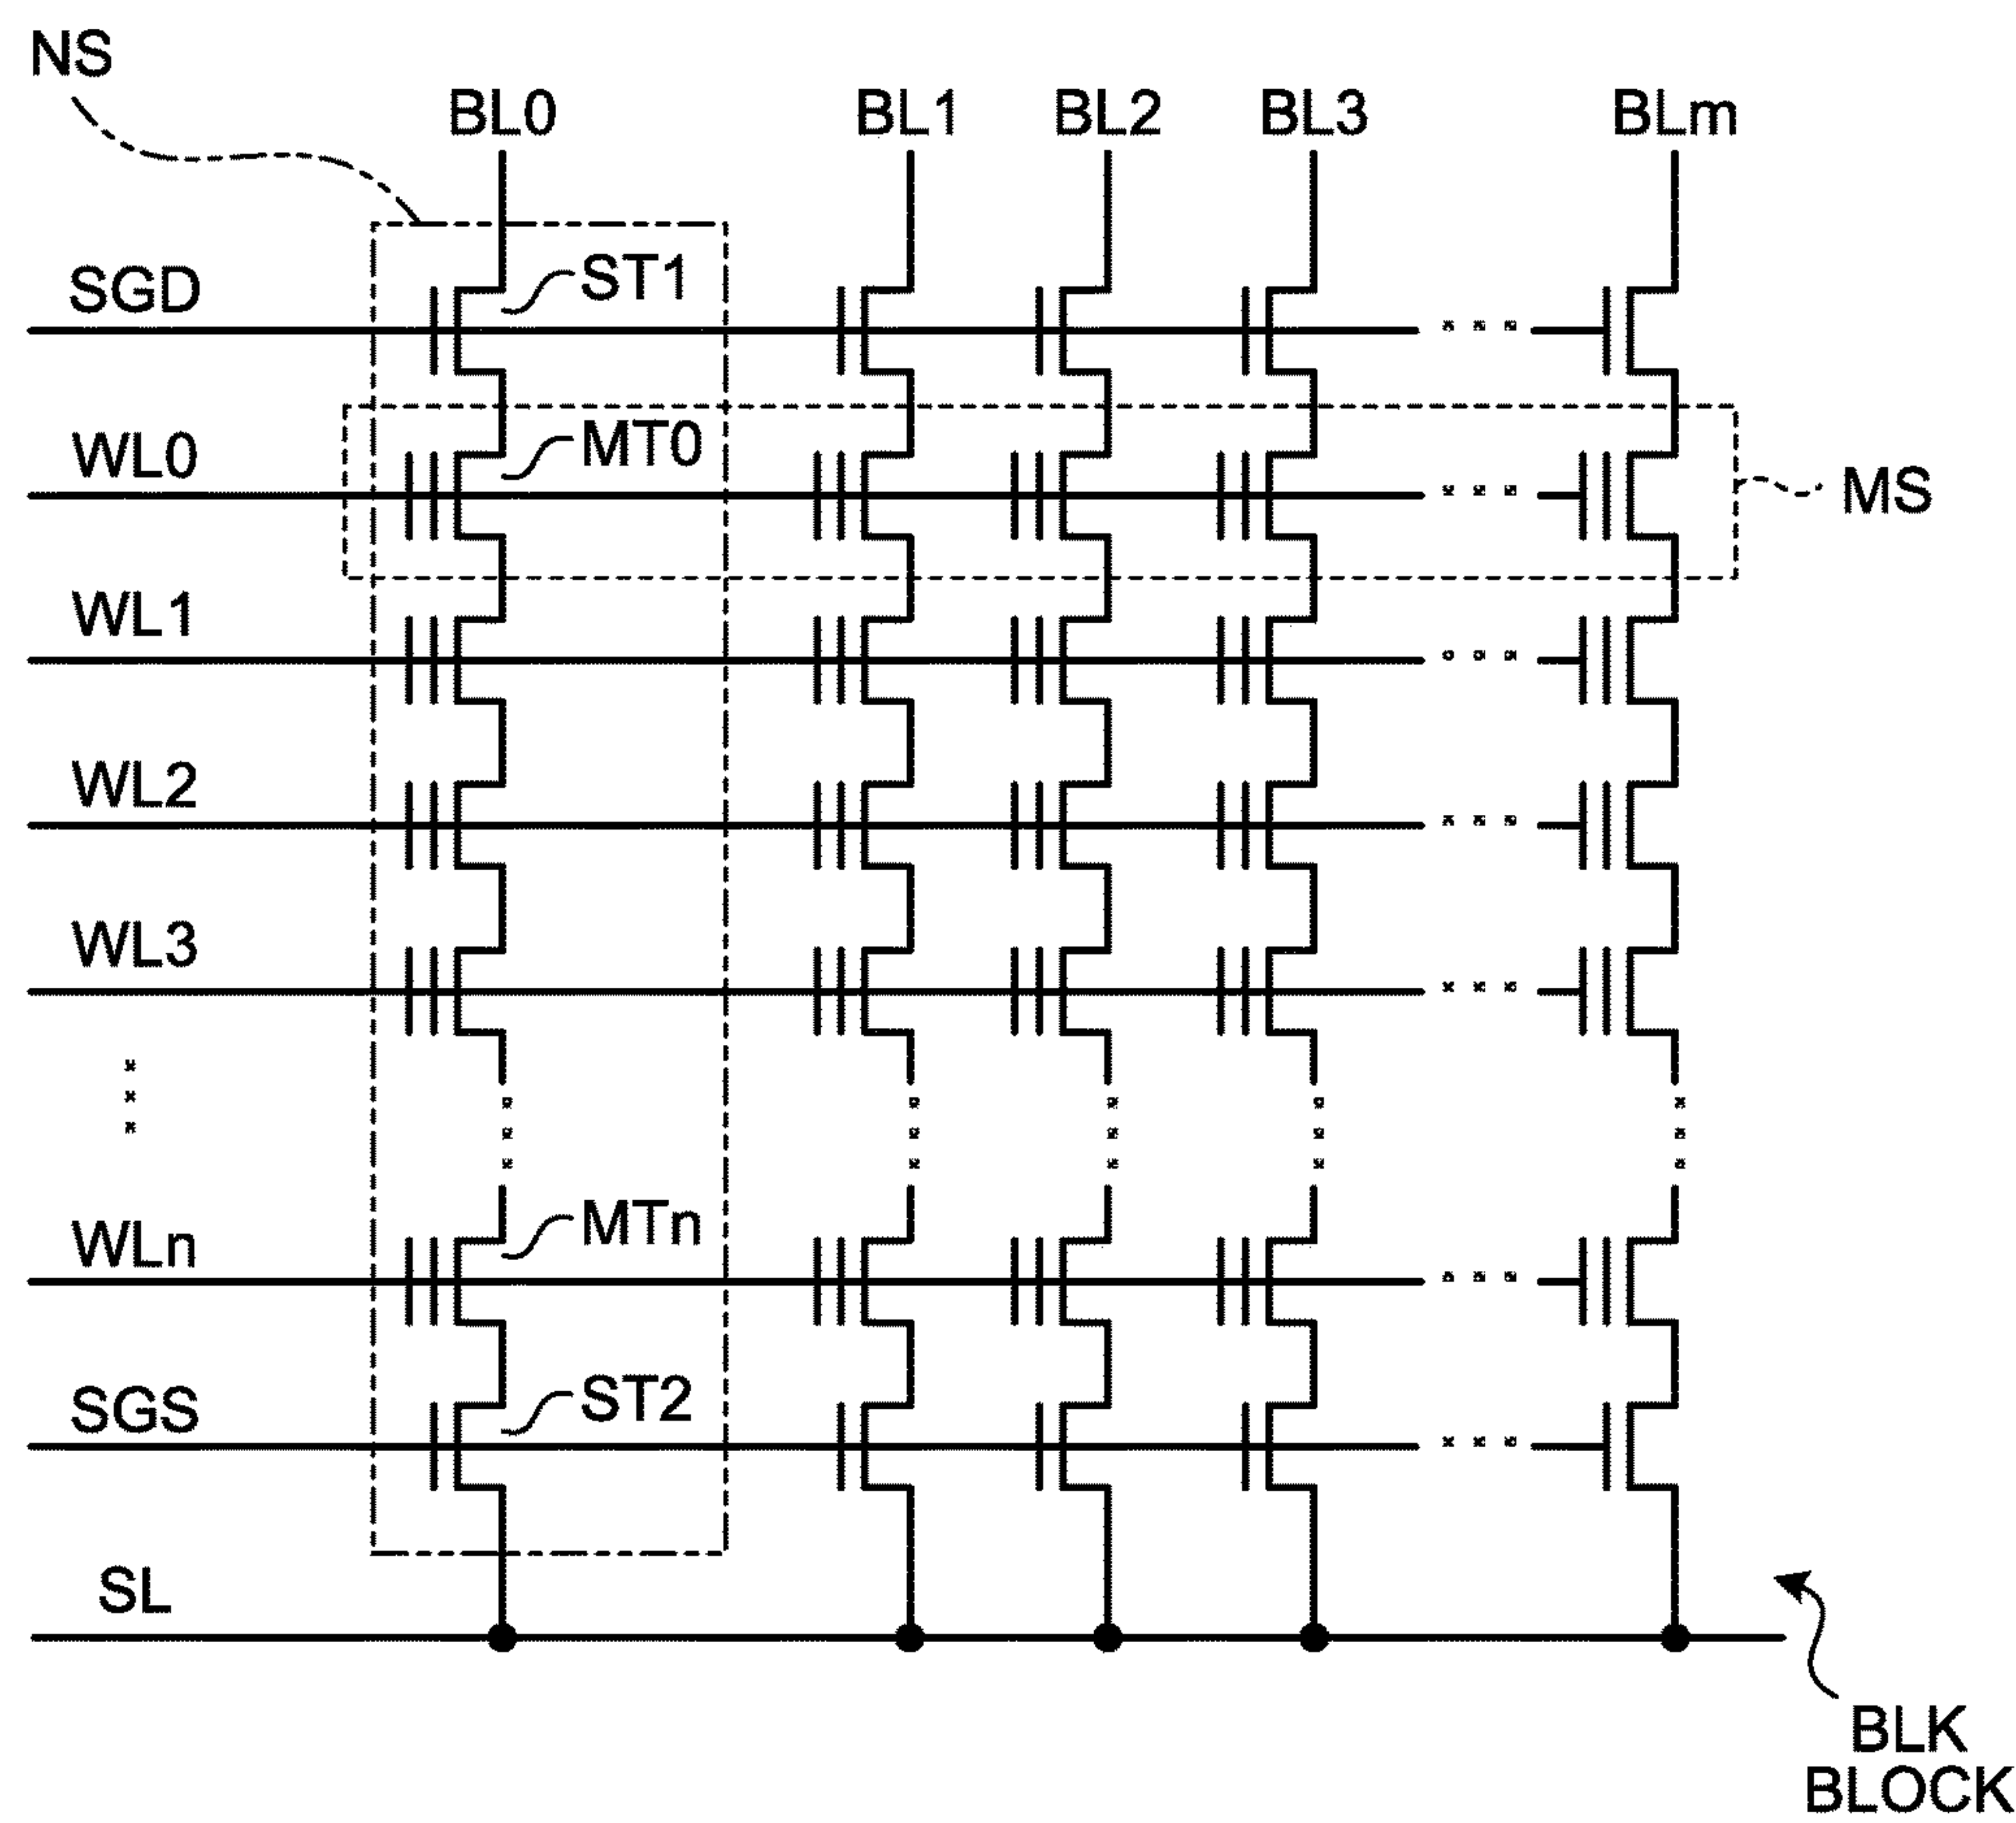 NS
BL0 BL1 BL2 BL3 BLm
SGD
ST1
WL0
MT0
MS
WL1
WL2
WL3
WLn
MTn
SGS
ST2
SL
BLK
BLOCK